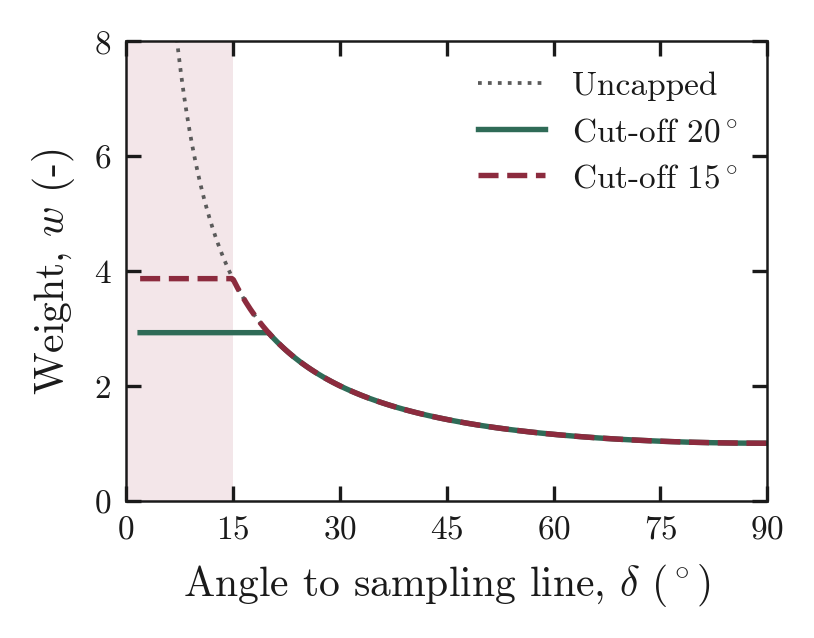 8
6
4
2
0
Weight, w (-)
Uncapped
Cut-off 20°
Cut-off 15°
0 15 30 45 60 75 90
Angle to sampling line, δ (°)